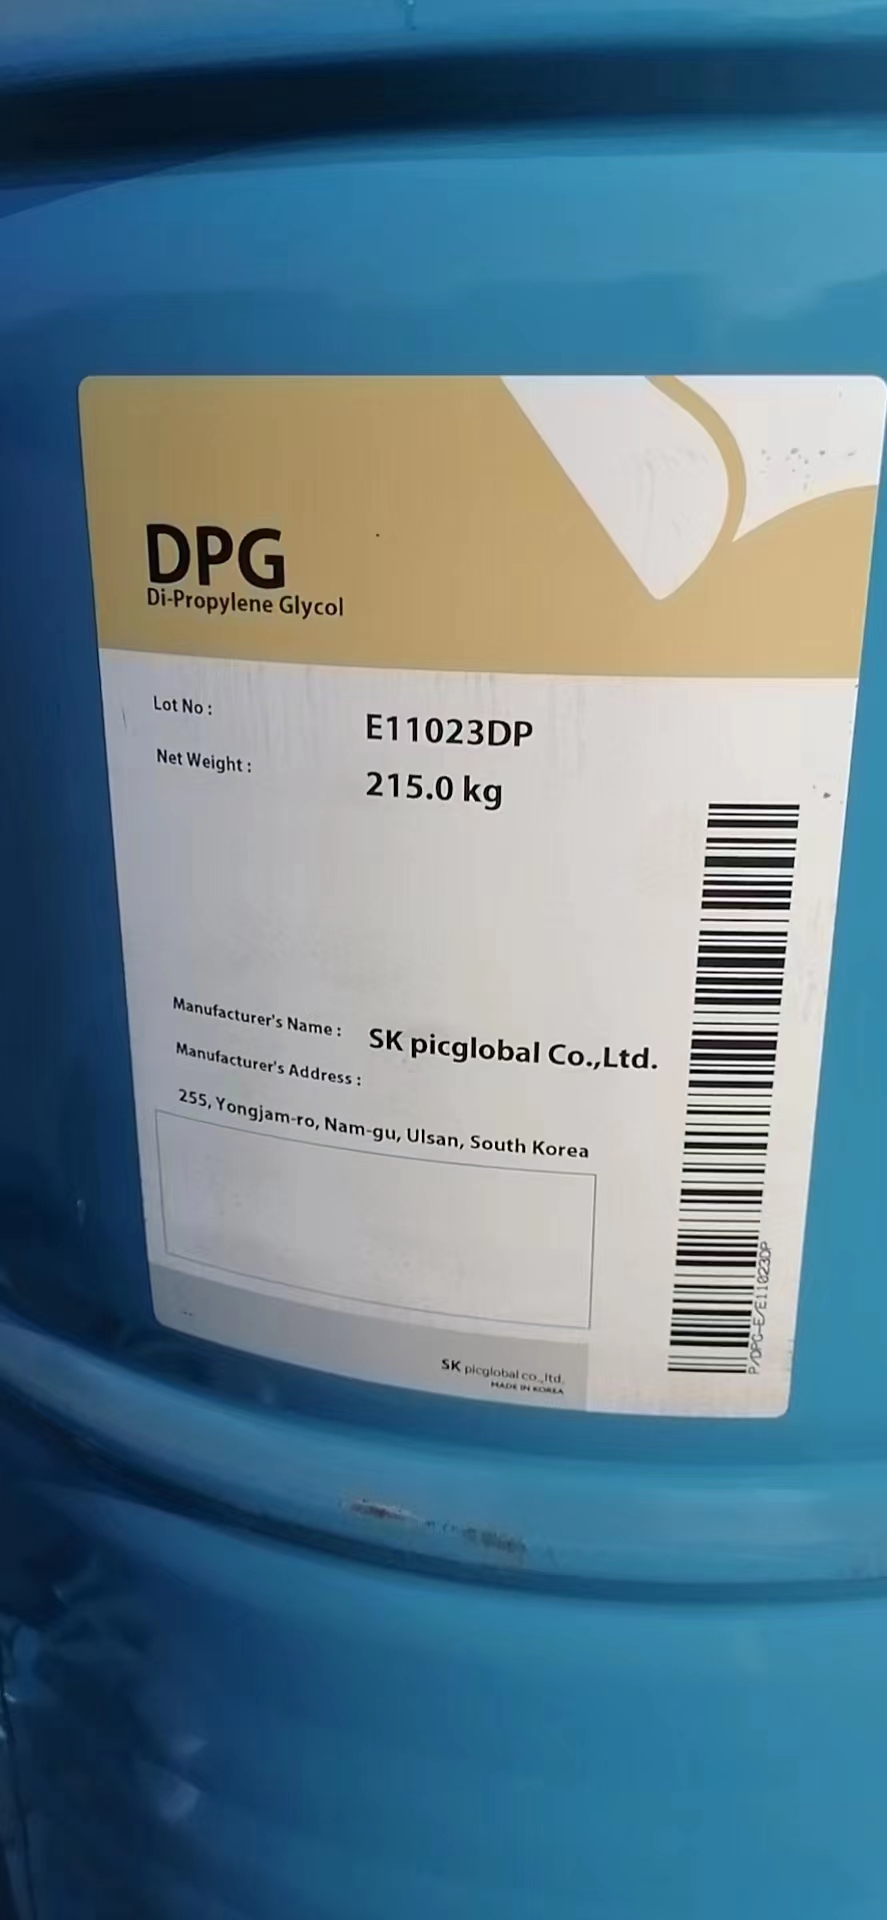 DPG
Di-Propylene Glycol
Lot No : E11023DP
Net Weight : 215.0 kg
Manufacturer's Name : SK picglobal Co.,Ltd.
Manufacturer's Address :
255, Yongjam-ro, Nam-gu, Ulsan, South Korea
P/DPG-E/E11023DP
SK picglobal co.,ltd.
MADE IN KOREA